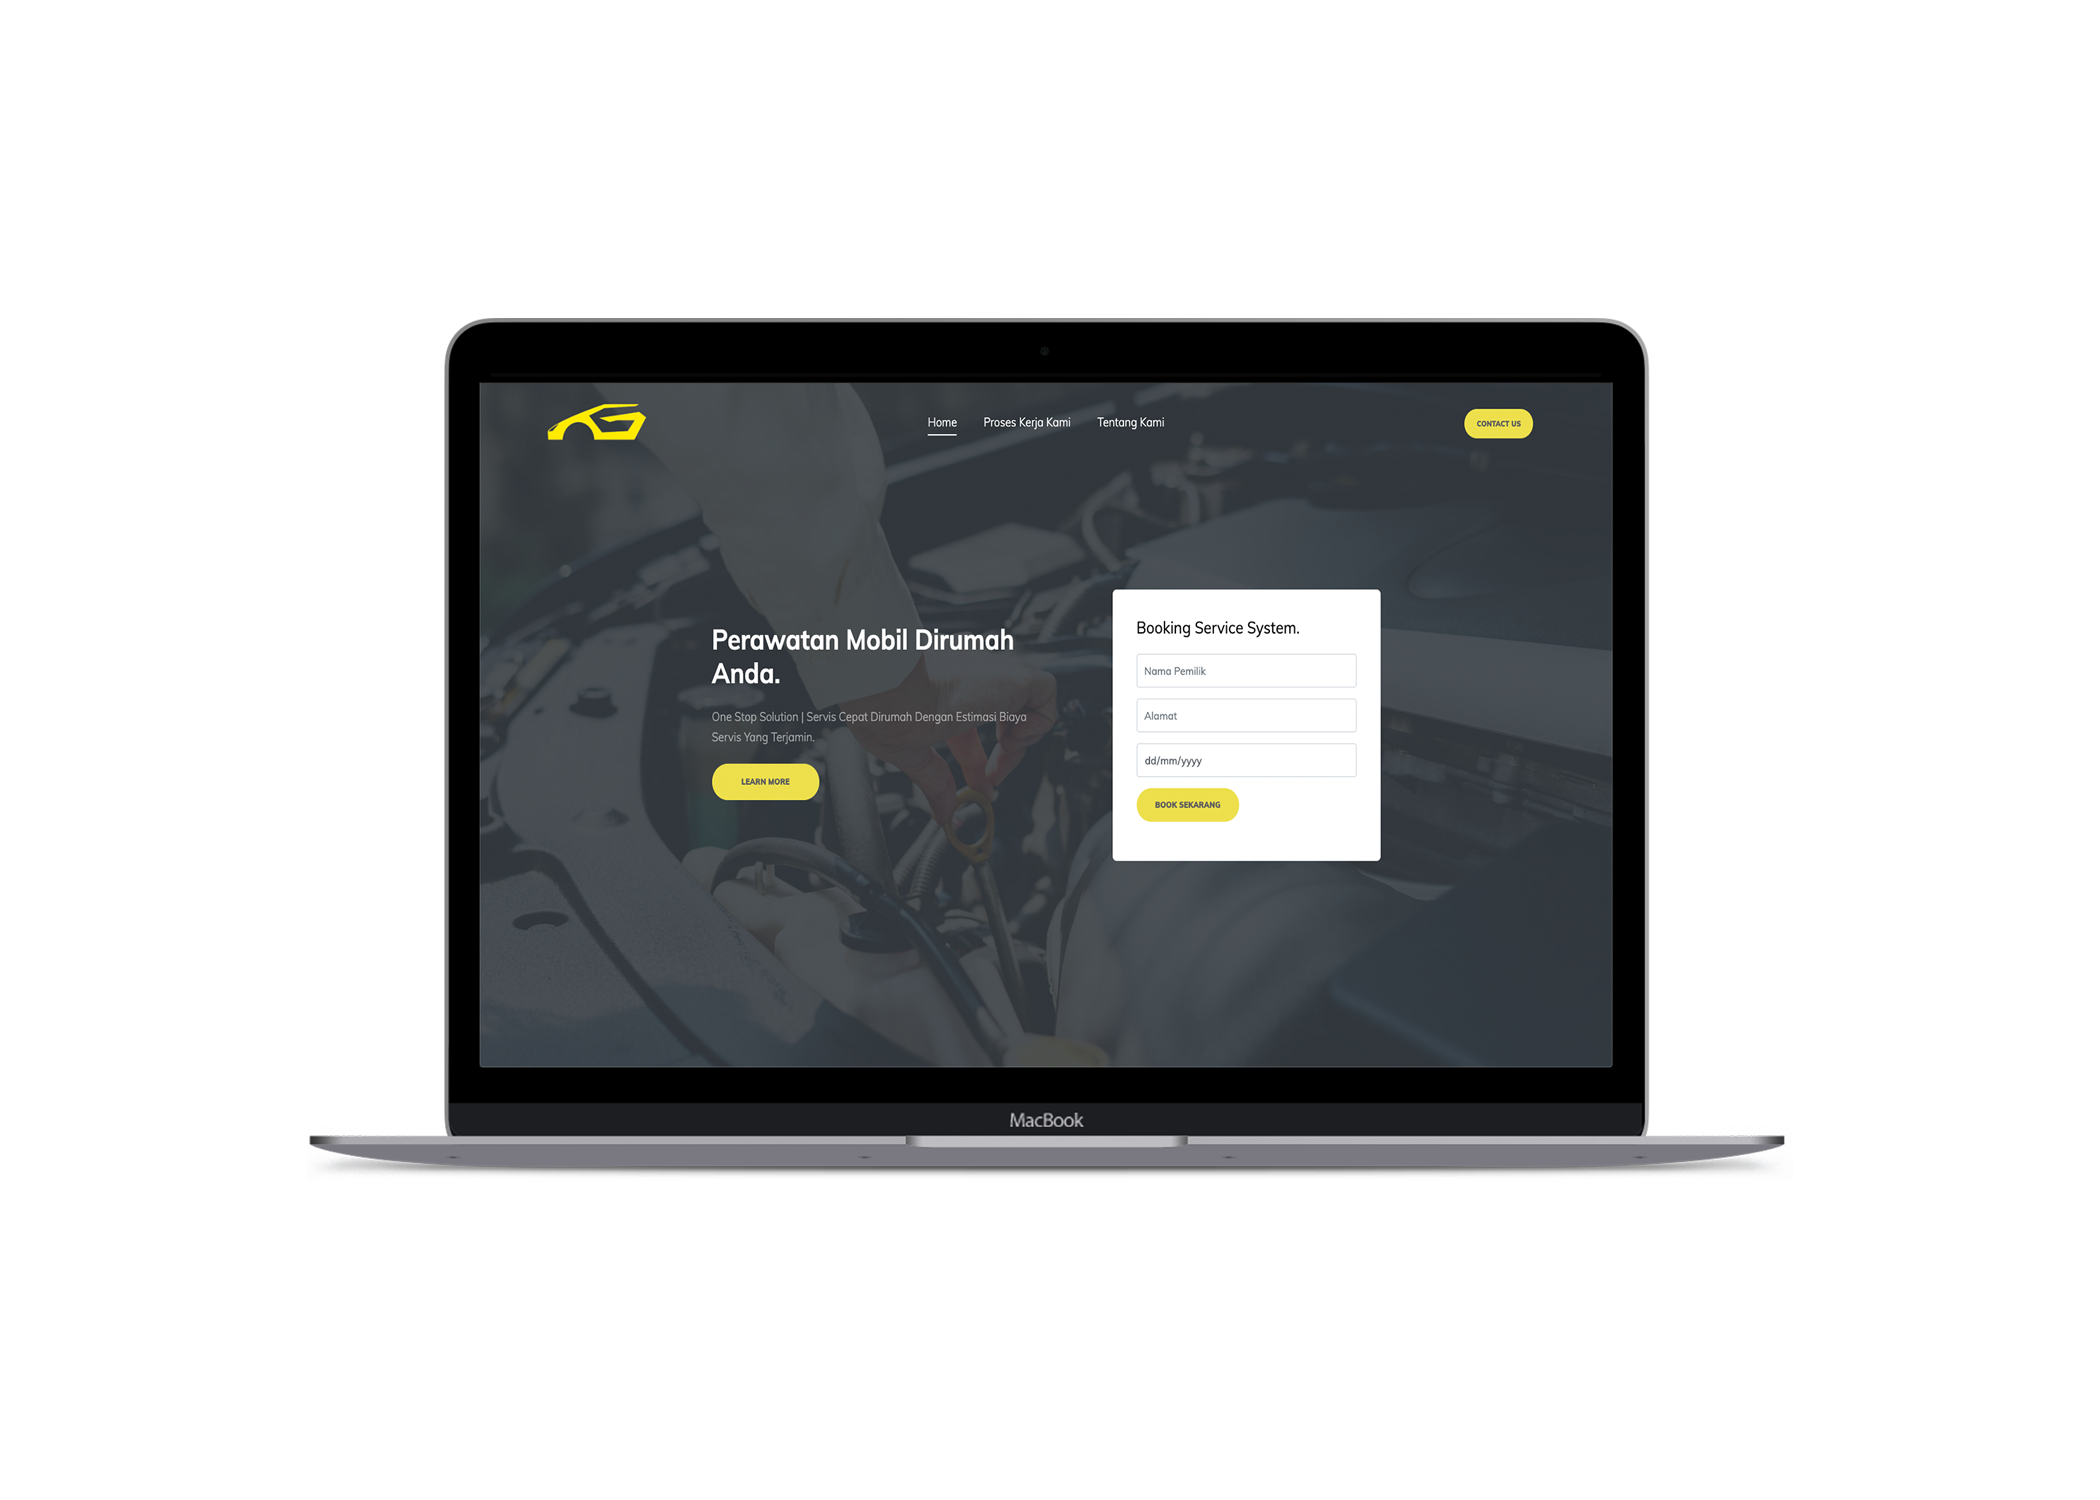 Home
Proses Kerja Kami
Tentang Kami
CONTACT US
Perawatan Mobil Dirumah
Anda.
One Stop Solution | Servis Cepat Dirumah Dengan Estimasi Biaya
Servis Yang Terjamin.
LEARN MORE
Booking Service System.
Nama Pemilik
Alamat
dd/mm/yyyy
BOOK SEKARANG
MacBook